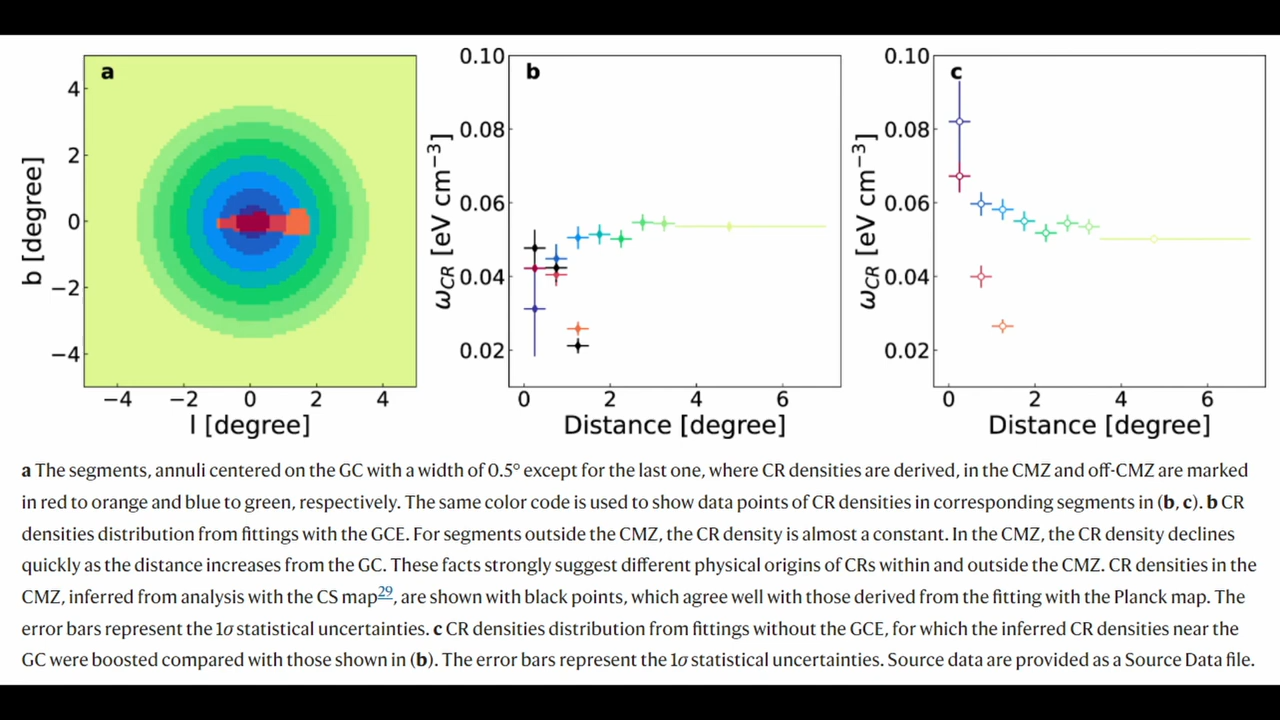 a
b [degree]
4
2
0
−2
−4
−4
−2
0
2
4
l [degree]
b
ωCR [eV cm−3]
0.10
0.08
0.06
0.04
0.02
0
2
4
6
Distance [degree]
c
ωCR [eV cm−3]
0.10
0.08
0.06
0.04
0.02
0
2
4
6
Distance [degree]
a The segments, annuli centered on the GC with a width of 0.5° except for the last one, where CR densities are derived, in the CMZ and off-CMZ are marked
in red to orange and blue to green, respectively. The same color code is used to show data points of CR densities in corresponding segments in (b, c). b CR
densities distribution from fittings with the GCE. For segments outside the CMZ, the CR density is almost a constant. In the CMZ, the CR density declines
quickly as the distance increases from the GC. These facts strongly suggest different physical origins of CRs within and outside the CMZ. CR densities in the
CMZ, inferred from analysis with the CS map29, are shown with black points, which agree well with those derived from the fitting with the Planck map. The
error bars represent the 1σ statistical uncertainties. c CR densities distribution from fittings without the GCE, for which the inferred CR densities near the
GC were boosted compared with those shown in (b). The error bars represent the 1σ statistical uncertainties. Source data are provided as a Source Data file.